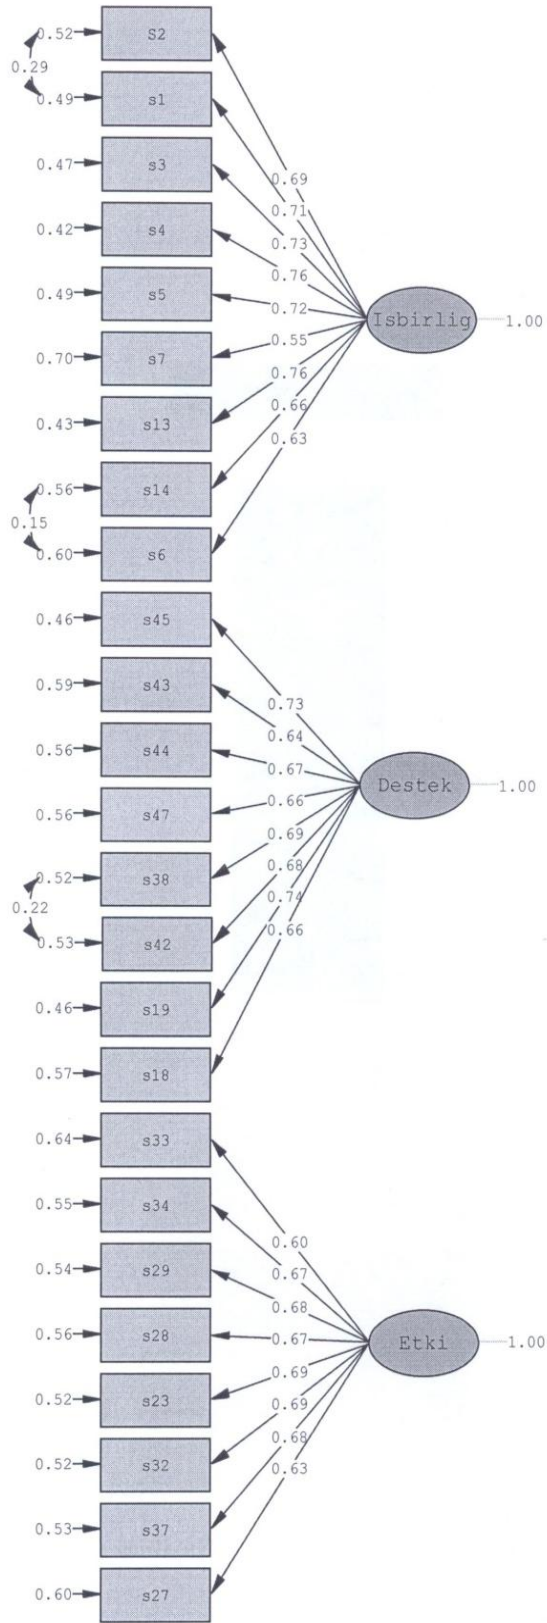 0.52 S2
0.29
0.49 s1
0.47 s3
0.69
0.71
0.42 s4
0.73
0.76
0.49 s5
0.72
Isbirlig 1.00
0.55
0.70 s7
0.76
0.66
0.43 s13
0.63
0.56 s14
0.15
0.60 s6
0.46 s45
0.59 s43
0.73
0.64
0.56 s44
0.67
Destek 1.00
0.66
0.56 s47
0.69
0.68
0.52 s38
0.74
0.22
0.66
0.53 s42
0.46 s19
0.57 s18
0.64 s33
0.55 s34
0.60
0.67
0.54 s29
0.68
0.56 s28
0.67
Etki 1.00
0.69
0.52 s23
0.69
0.68
0.52 s32
0.63
0.53 s37
0.60 s27